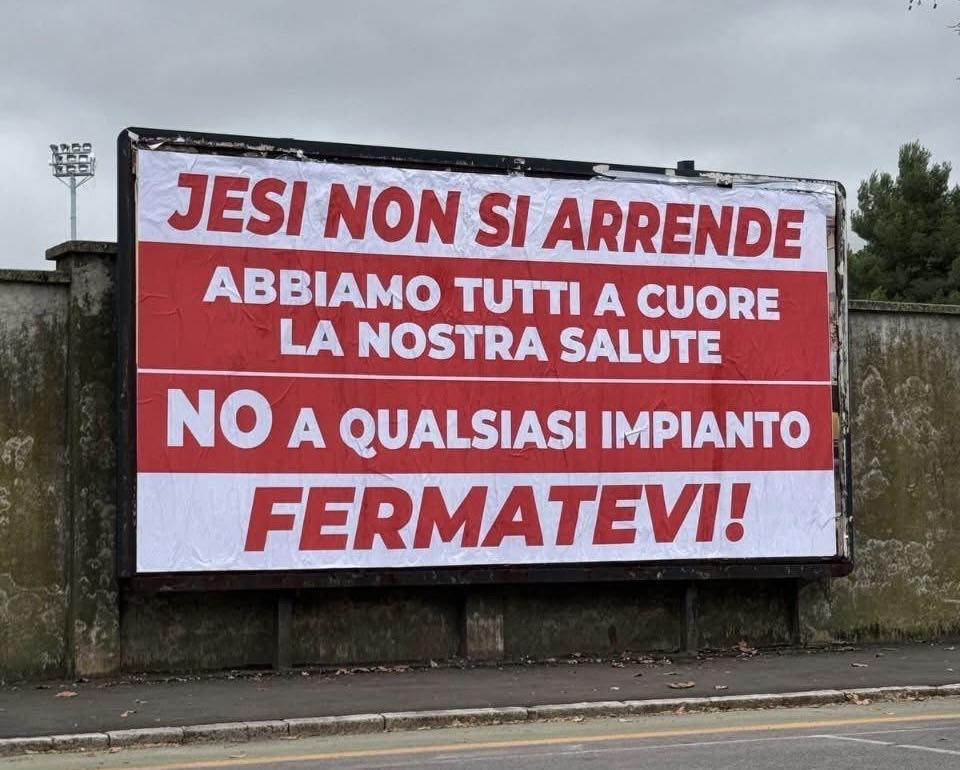 JESI NON SI ARRENDE
ABBIAMO TUTTI A CUORE
LA NOSTRA SALUTE
NO A QUALSIASI IMPIANTO
FERMATEVI!